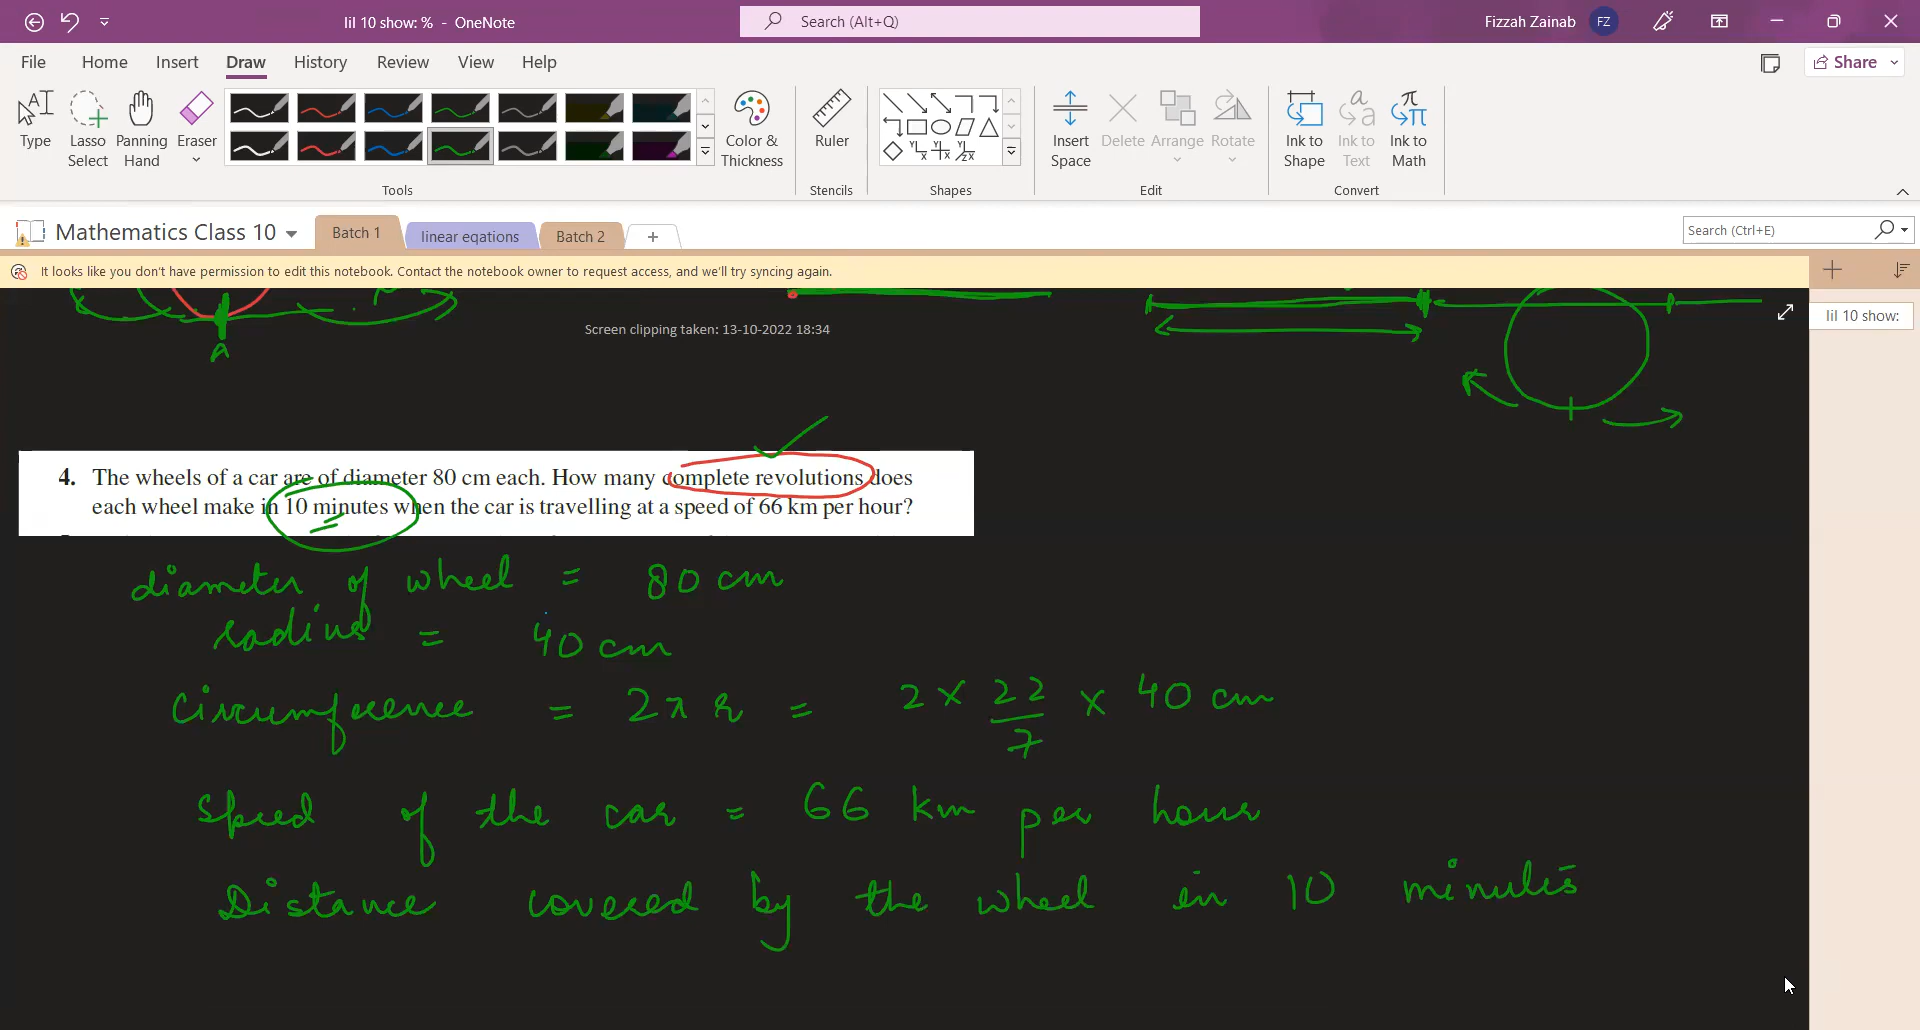 lil 10 show: % - OneNote
Search (Alt+Q)
Fizzah Zainab FZ
File Home Insert Draw History Review View Help
Share
Type
Lasso Select
Panning Hand
Eraser
Color & Thickness
Ruler
Insert Space
Delete
Arrange
Rotate
Ink to Shape
Ink to Text
Ink to Math
Tools Stencils Shapes Edit Convert
Mathematics Class 10 Batch 1 linear eqations Batch 2 +
Search (Ctrl+E)
It looks like you don't have permission to edit this notebook. Contact the notebook owner to request access, and we'll try syncing again.
lil 10 show:
Screen clipping taken: 13-10-2022 18:34
A
4. The wheels of a car are of diameter 80 cm each. How many complete revolutions does
each wheel make in 10 minutes when the car is travelling at a speed of 66 km per hour?
diameter of wheel = 80 cm
radius = 40 cm
Circumference = 2πr = 2 × 22/7 × 40 cm
Speed of the car = 66 km per hour
Distance covered by the wheel in 10 minutes